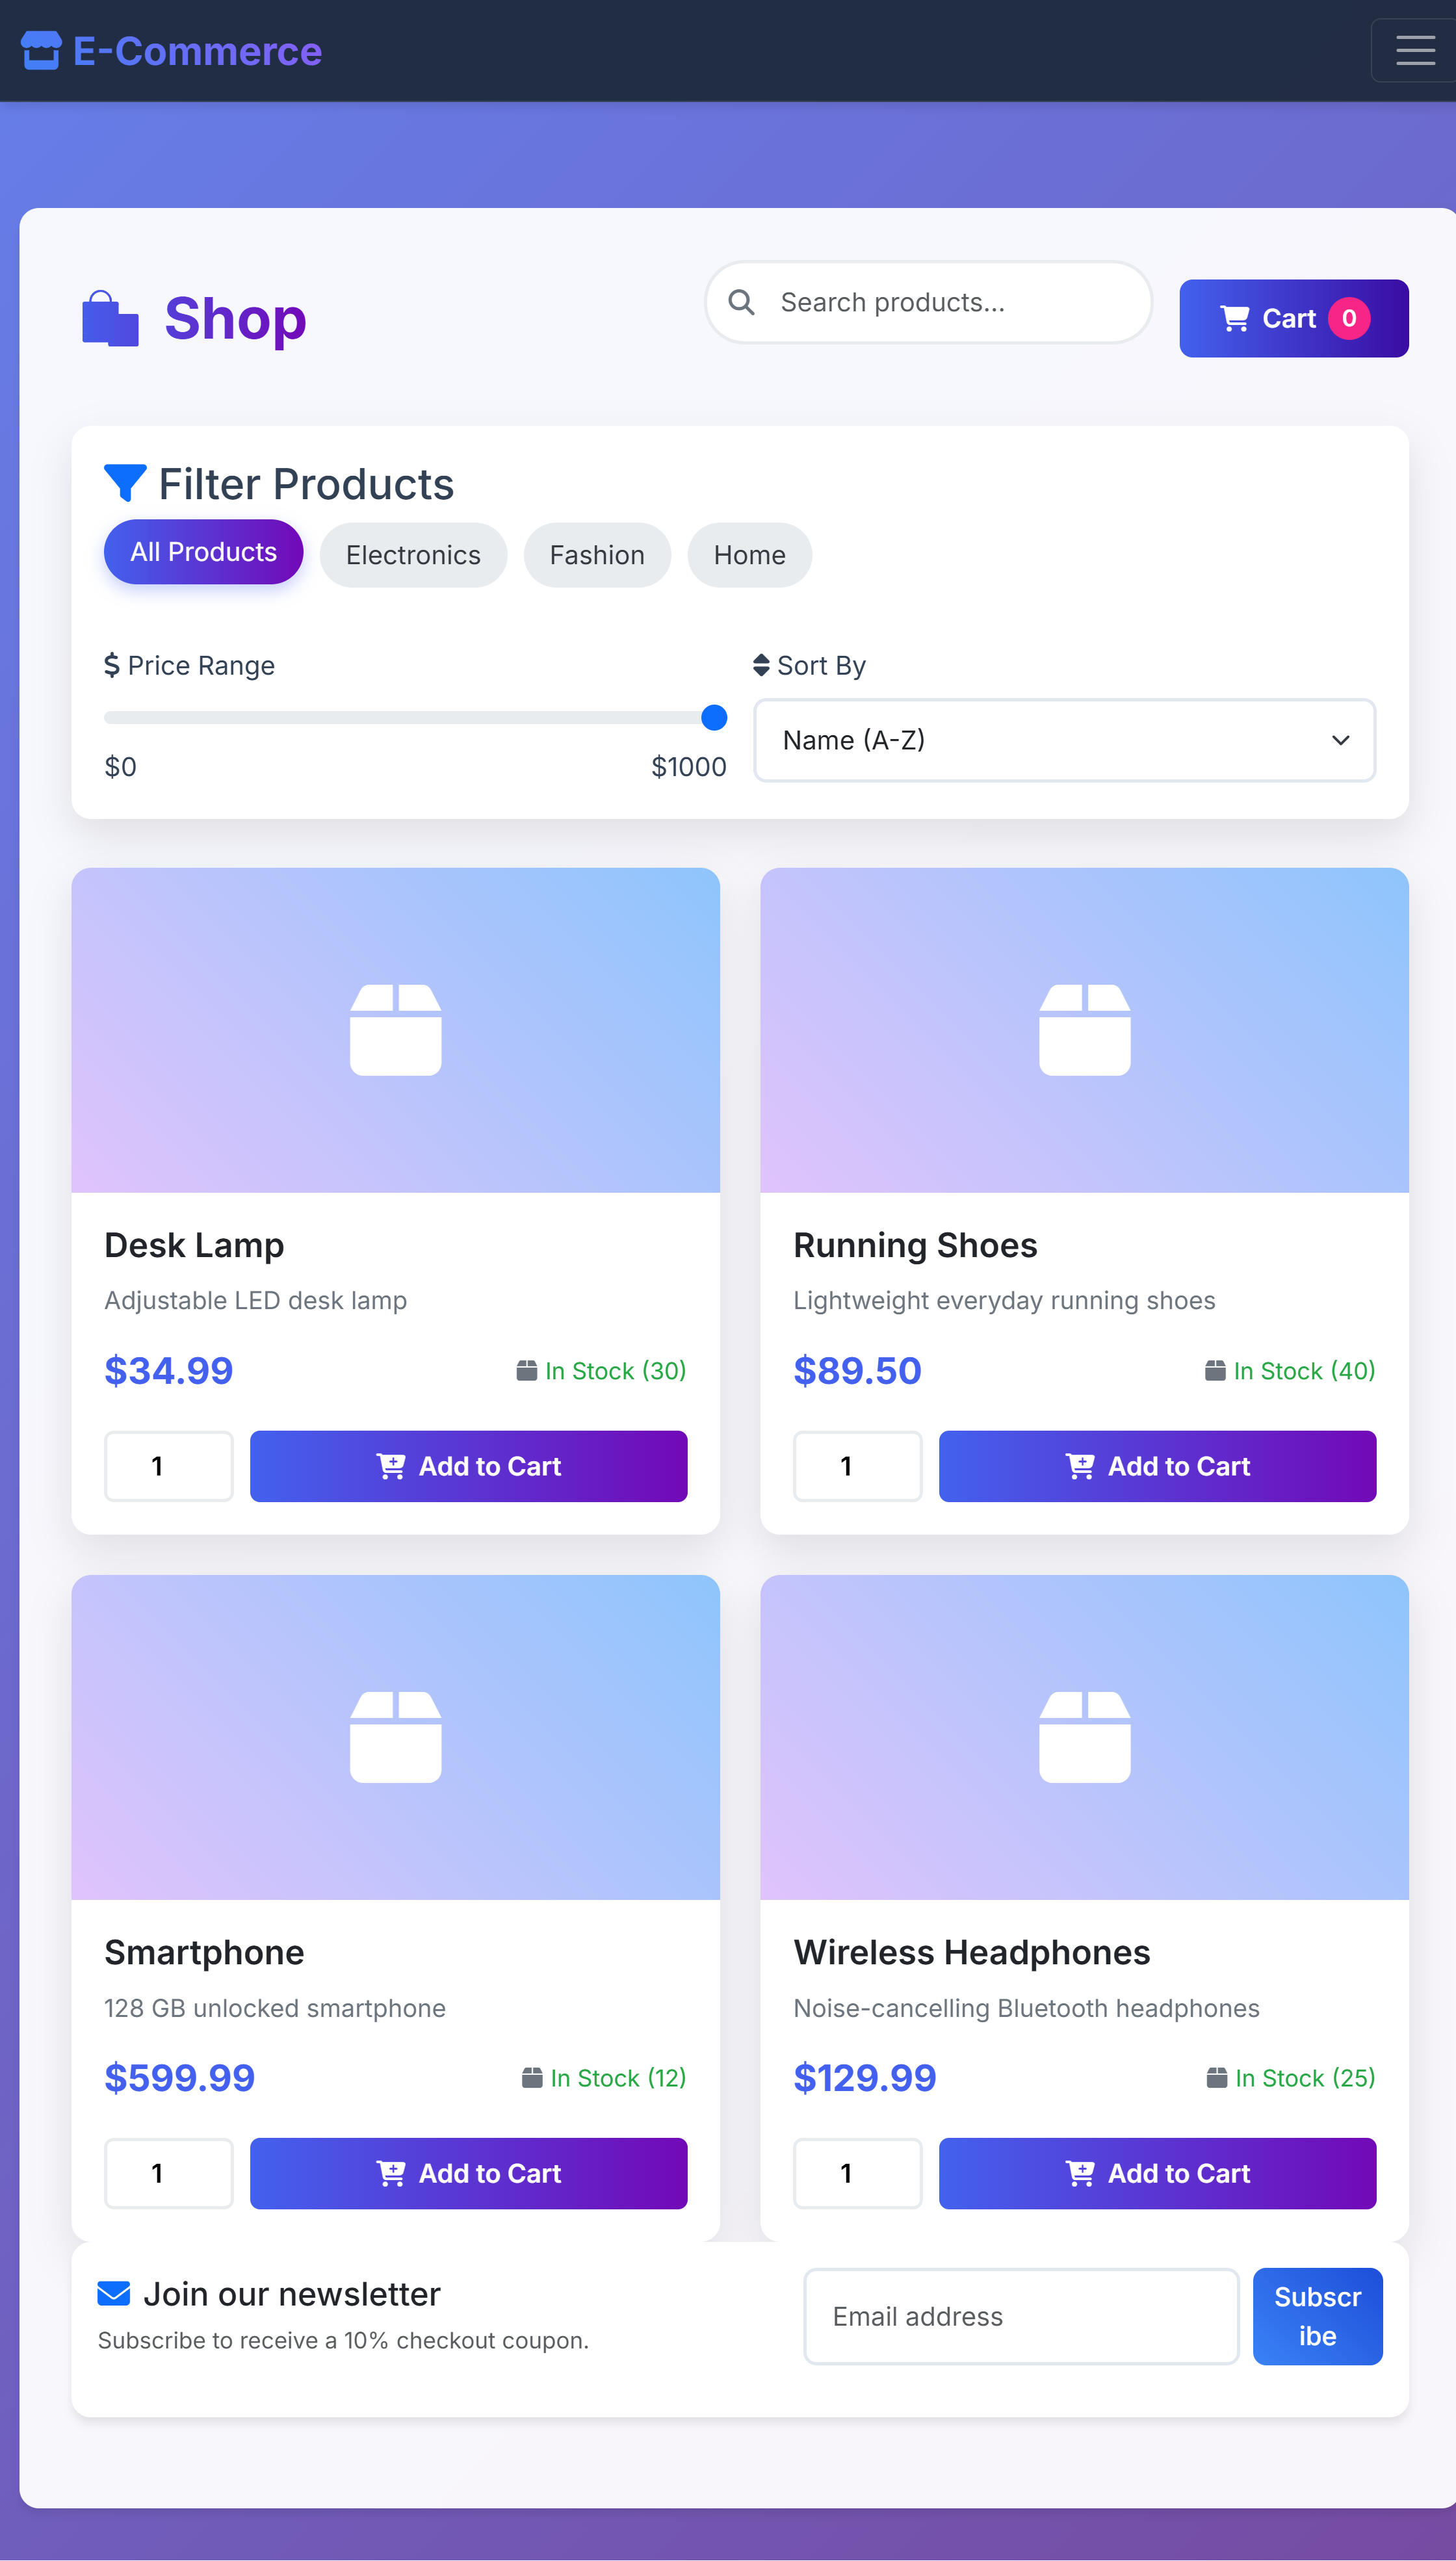 E-Commerce
Shop
Search products...
Cart 0
Filter Products
All Products
Electronics
Fashion
Home
$ Price Range
Sort By
Name (A-Z)
$0
$1000
Desk Lamp
Adjustable LED desk lamp
$34.99
In Stock (30)
1
Add to Cart
Running Shoes
Lightweight everyday running shoes
$89.50
In Stock (40)
1
Add to Cart
Smartphone
128 GB unlocked smartphone
$599.99
In Stock (12)
1
Add to Cart
Wireless Headphones
Noise-cancelling Bluetooth headphones
$129.99
In Stock (25)
1
Add to Cart
Join our newsletter
Subscribe to receive a 10% checkout coupon.
Email address
Subscr
ibe